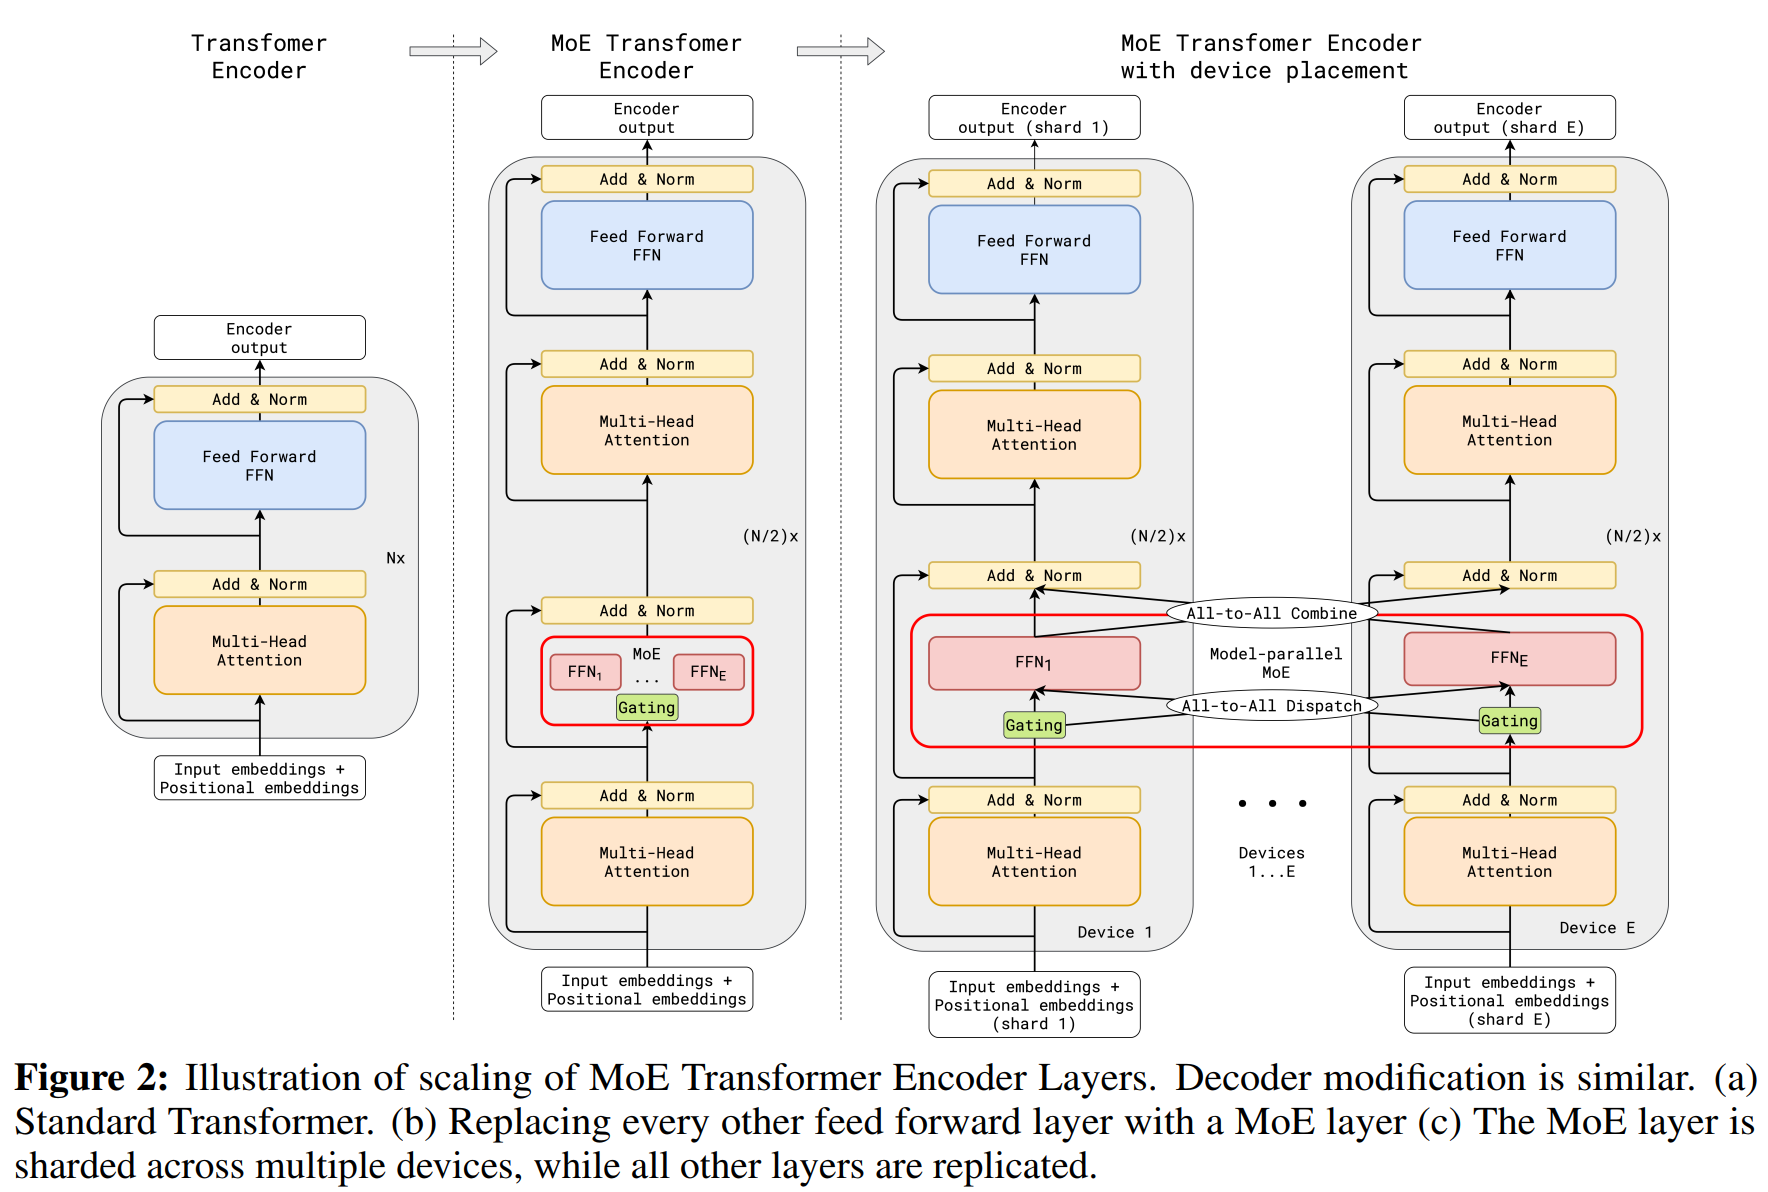 Transfomer
Encoder
MoE Transfomer
Encoder
MoE Transfomer Encoder
with device placement
Encoder
output
Add & Norm
Feed Forward
FFN
Add & Norm
Multi-Head
Attention
Nx
Input embeddings +
Positional embeddings
Encoder
output
Add & Norm
Feed Forward
FFN
Add & Norm
Multi-Head
Attention
(N/2)x
Add & Norm
MoE
FFN1 ... FFNE
Gating
Add & Norm
Multi-Head
Attention
Input embeddings +
Positional embeddings
Encoder
output (shard 1)
Add & Norm
Feed Forward
FFN
Add & Norm
Multi-Head
Attention
(N/2)x
Add & Norm
FFN1
Gating
Add & Norm
Multi-Head
Attention
Device 1
Input embeddings +
Positional embeddings
(shard 1)
All-to-All Combine
Model-parallel
MoE
All-to-All Dispatch
• • •
Devices
1...E
Encoder
output (shard E)
Add & Norm
Feed Forward
FFN
Add & Norm
Multi-Head
Attention
(N/2)x
Add & Norm
FFNE
Gating
Add & Norm
Multi-Head
Attention
Device E
Input embeddings +
Positional embeddings
(shard E)
Figure 2: Illustration of scaling of MoE Transformer Encoder Layers. Decoder modification is similar. (a)
Standard Transformer. (b) Replacing every other feed forward layer with a MoE layer (c) The MoE layer is
sharded across multiple devices, while all other layers are replicated.